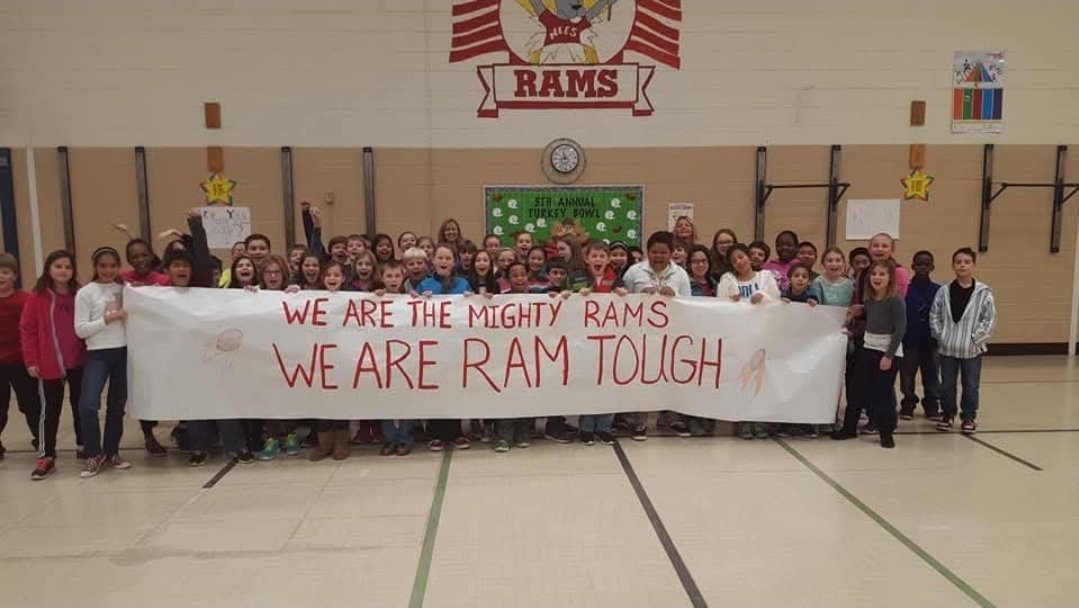 RAMS
5TH ANNUAL
TURKEY BOWL
WE ARE THE MIGHTY RAMS
WE ARE RAM TOUGH